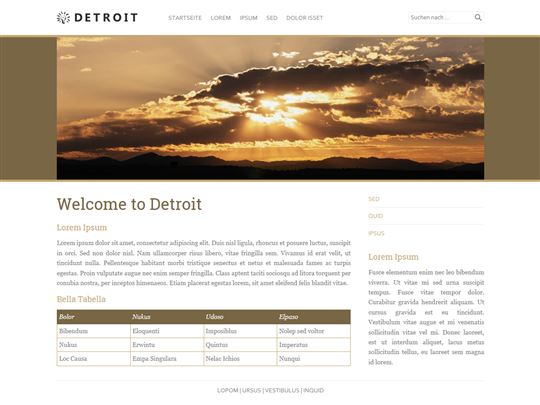 DETROIT
STARTSEITE LOREM IPSUM SED DOLOR ISSET
Suchen nach ...
Welcome to Detroit
Lorem Ipsum
Lorem ipsum dolor sit amet, consectetur adipiscing elit. Duis nisl ligula, rhoncus et posuere luctus, suscipit
in orci. Sed non dolor nisl. Nam ullamcorper risus libero, vitae fringilla sem. Vivamus id est velit, ut
tincidunt nulla. Pellentesque habitant morbi tristique senectus et netus et malesuada fames ac turpis
egestas. Proin vulputate augue nec enim semper fringilla. Class aptent taciti sociosqu ad litora torquent per
conubia nostra, per inceptos himenaeos. Etiam placerat egestas lorem, sit amet eleifend felis blandit vitae.
Bella Tabella
Bolor Nukus Udoso Elpaso
Bibendum Eloquenti Imposiblus Nolep sed voltor
Nukus Erwintu Quintus Imperatus
Loc Causa Empa Singulara Nelac Ichios Nunqui
SED
QUID
IPSUS
Lorem Ipsum
Fusce elementum enim nec leo bibendum
viverra. Ut vitae mi sed urna suscipit
tempus. Fusce vitae tempor dolor.
Curabitur gravida hendrerit aliquam. Ut
cursus gravida est eu tincidunt.
Vestibulum vitae augue et mi venenatis
sollicitudin vitae vel mi. Donec laoreet,
est ut interdum aliquam, lacus metus
sollicitudin tellus, eu laoreet sem magna
id lorem.
LOPOM | URSUS | VESTIBULUS | INQUID